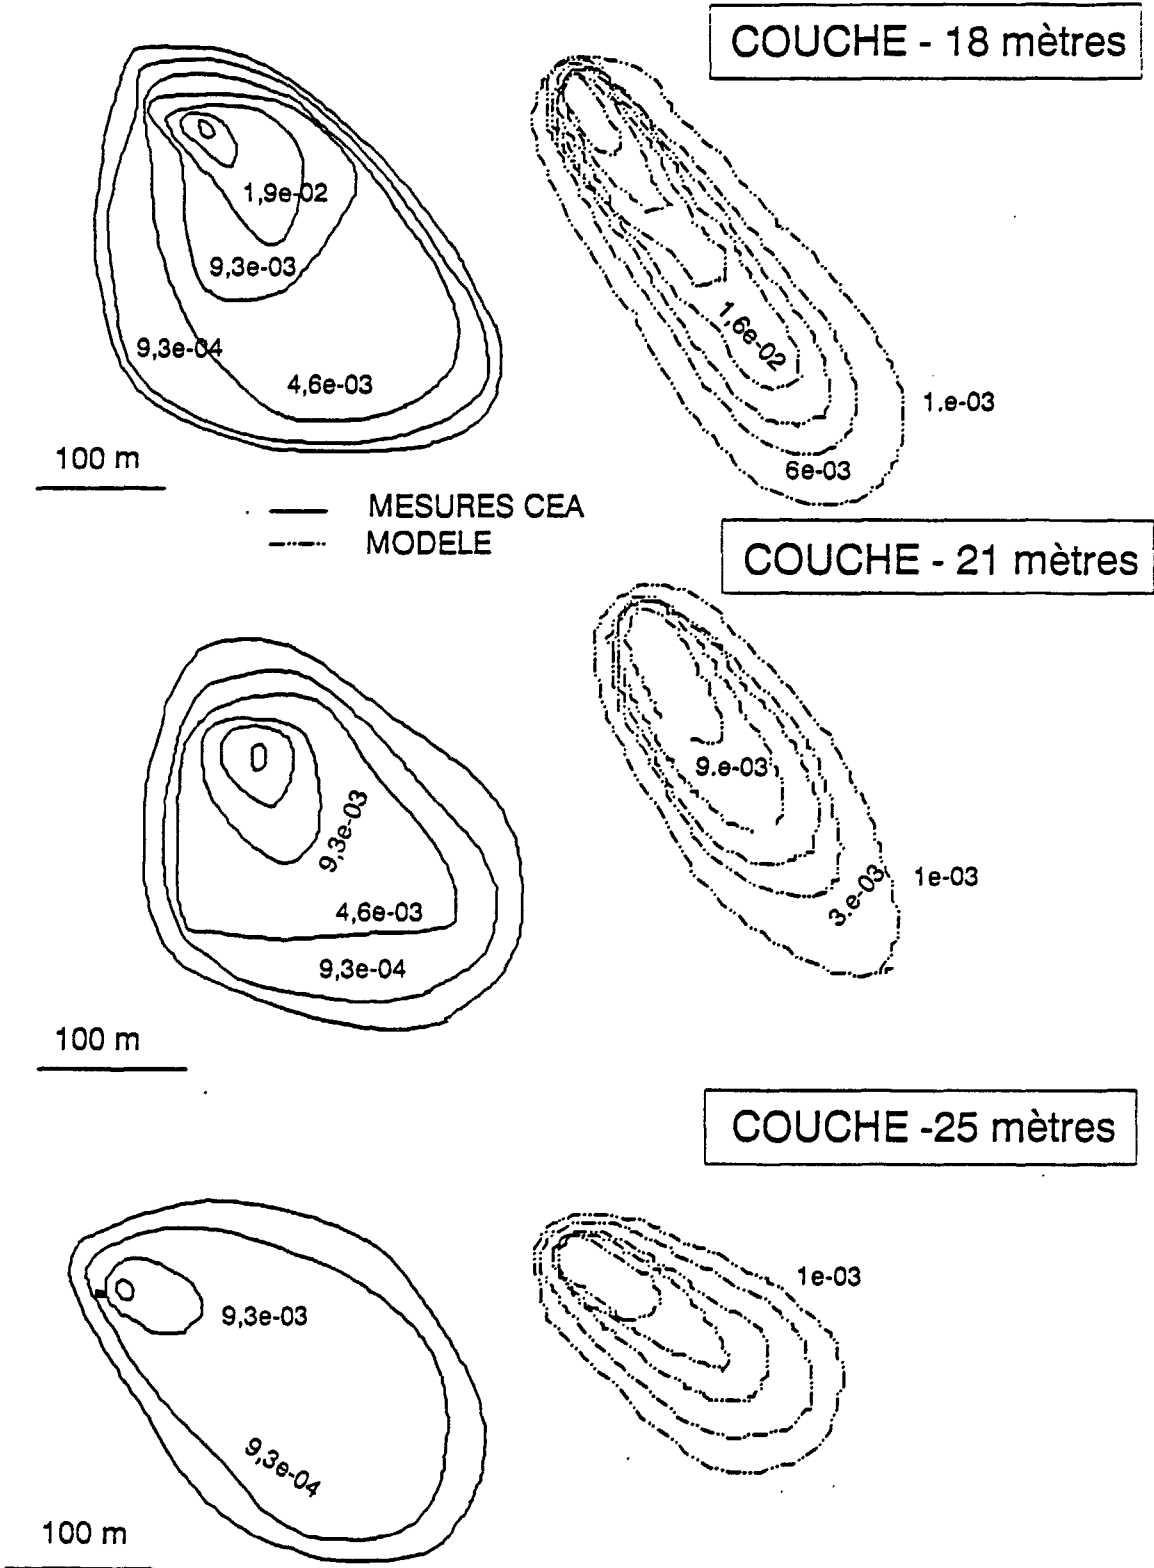 COUCHE - 18 mètres
1,9e-02
9,3e-03
9,3e-04
4,6e-03
1,6e-02
1.e-03
6e-03
100 m
MESURES CEA
MODELE
COUCHE - 21 mètres
9,3e-03
4,6e-03
9,3e-04
9.e-03
3.e-03
1e-03
100 m
COUCHE -25 mètres
9,3e-03
9,3e-04
1e-03
100 m